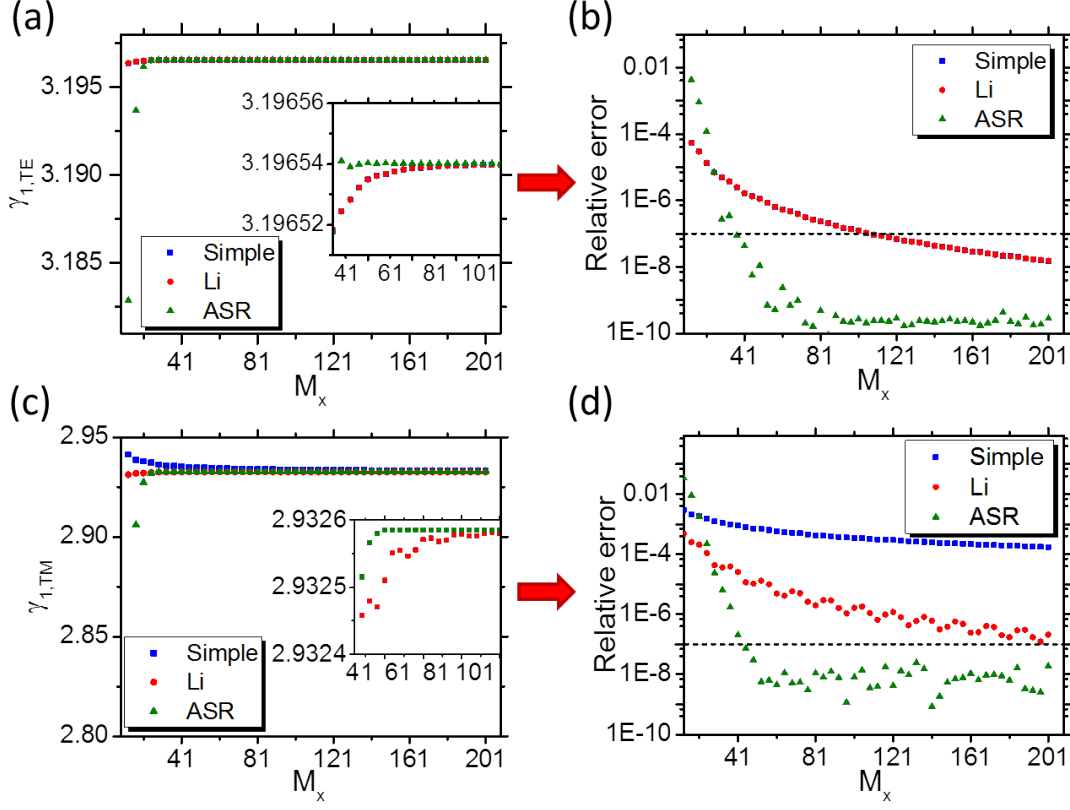 (a)
γ1,TE
3.195
3.190
3.185
3.19656
3.19654
3.19652
41 61 81 101
Simple
Li
ASR
41 81 121 161 201
Mx
(b)
Relative error
0.01
1E-4
1E-6
1E-8
1E-10
Simple
Li
ASR
41 81 121 161 201
Mx
(c)
γ1,TM
2.95
2.90
2.85
2.80
2.9326
2.9325
2.9324
41 61 81 101
Simple
Li
ASR
41 81 121 161 201
Mx
(d)
Relative error
0.01
1E-4
1E-6
1E-8
1E-10
Simple
Li
ASR
41 81 121 161 201
Mx